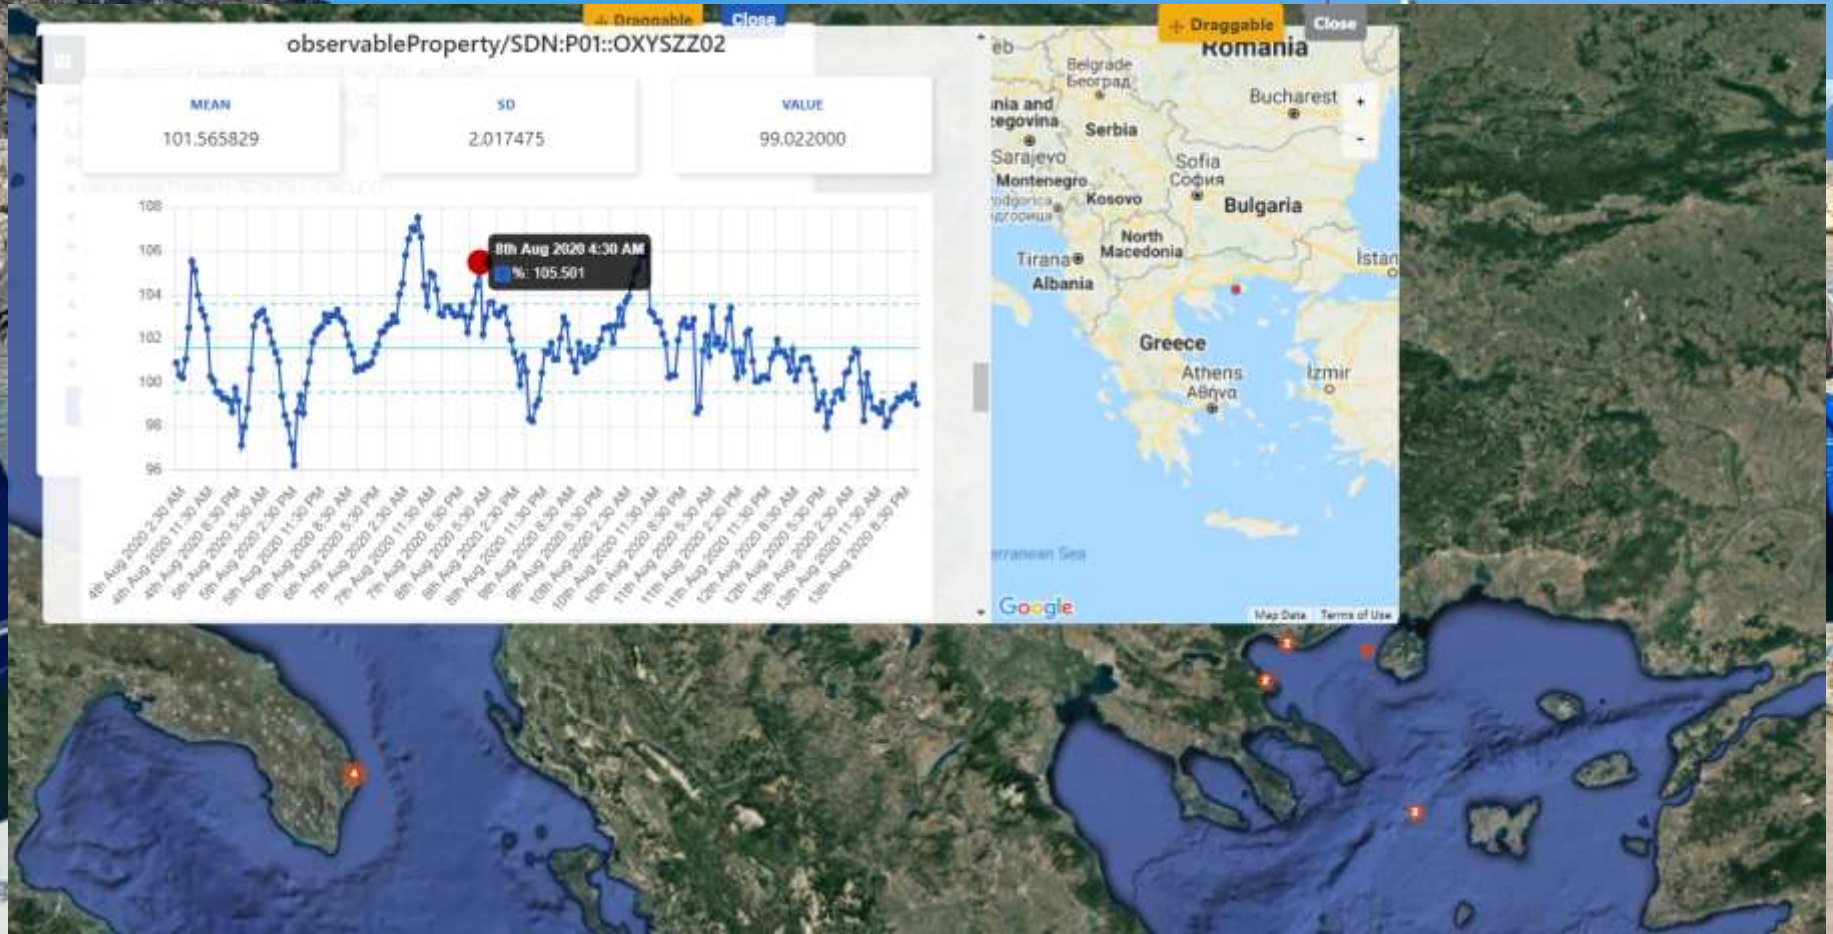 + Draggable
Close
+ Draggable
Close
observableProperty/SDN:P01::OXYSZZ02
MEAN
101.565829
SD
2.017475
VALUE
99.022000
108
106
104
102
100
98
96
8th Aug 2020 4:30 AM
%: 105.501
4th Aug 2020 2:30 AM
4th Aug 2020 11:30 AM
4th Aug 2020 8:30 PM
5th Aug 2020 5:30 AM
5th Aug 2020 2:30 PM
5th Aug 2020 11:30 PM
6th Aug 2020 8:30 AM
6th Aug 2020 5:30 PM
7th Aug 2020 2:30 AM
7th Aug 2020 11:30 AM
7th Aug 2020 8:30 PM
8th Aug 2020 5:30 AM
8th Aug 2020 2:30 PM
8th Aug 2020 11:30 PM
9th Aug 2020 8:30 AM
9th Aug 2020 5:30 PM
10th Aug 2020 2:30 AM
10th Aug 2020 11:30 AM
10th Aug 2020 8:30 PM
11th Aug 2020 5:30 AM
11th Aug 2020 2:30 PM
11th Aug 2020 11:30 PM
12th Aug 2020 8:30 AM
12th Aug 2020 5:30 PM
13th Aug 2020 2:30 AM
13th Aug 2020 11:30 AM
13th Aug 2020 8:30 PM
eb
Romania
Belgrade
Београд
Bucharest
+
-
nia and
zegovina
Serbia
Sarajevo
Sofia
София
Montenegro
Kosovo
Bulgaria
odgorica
North
Macedonia
Tirana
Istan
Albania
Greece
Athens
Αθήνα
Izmir
erranean Sea
Google
Map Data
Terms of Use
2
2
4
3